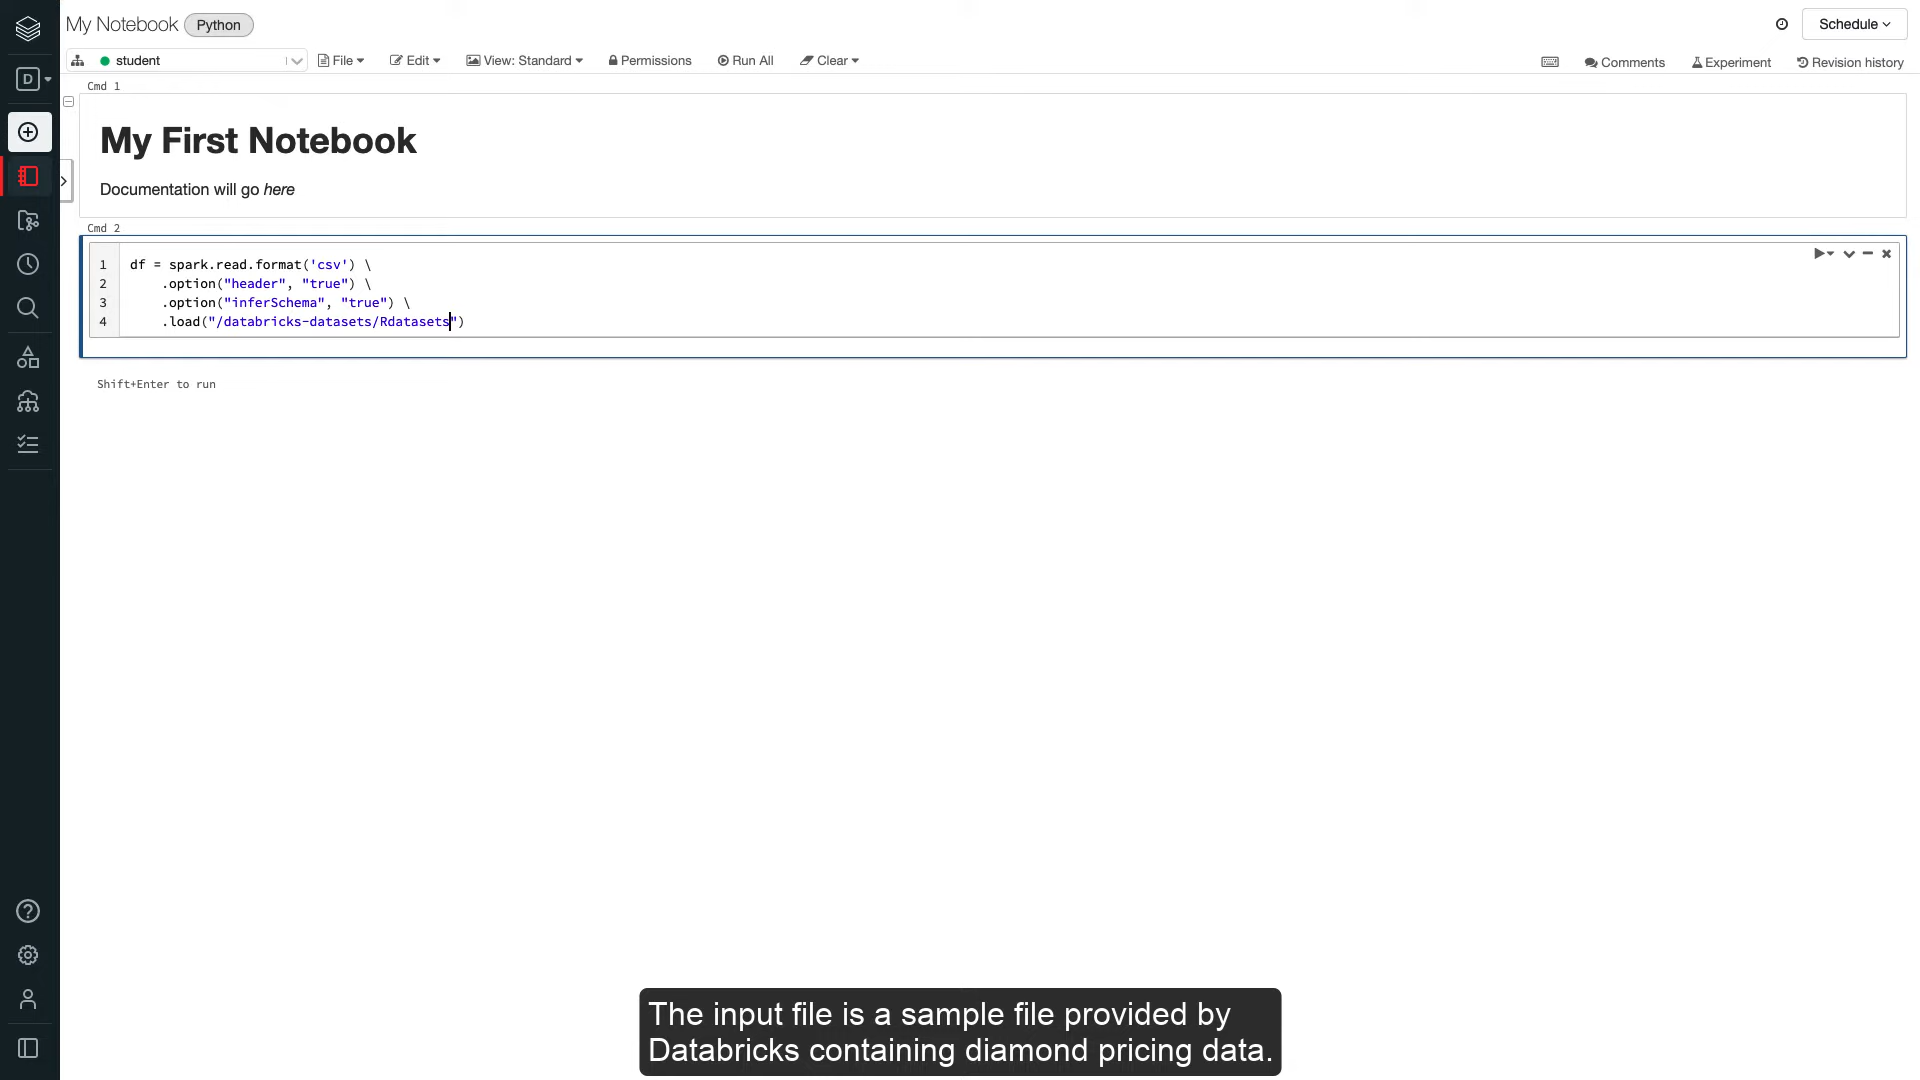 My Notebook Python
Schedule
D
student File Edit View: Standard Permissions Run All Clear
Comments Experiment Revision history
Cmd 1
My First Notebook
Documentation will go here
Cmd 2
1 df = spark.read.format('csv') \
2 .option("header", "true") \
3 .option("inferSchema", "true") \
4 .load("/databricks-datasets/Rdatasets")
Shift+Enter to run
The input file is a sample file provided by
Databricks containing diamond pricing data.